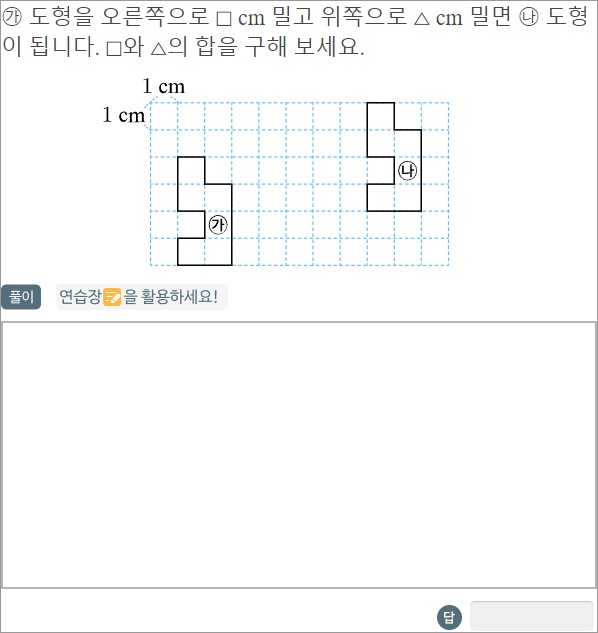 ㉮ 도형을 오른쪽으로 □ cm 밀고 위쪽으로 △ cm 밀면 ㉯ 도형
이 됩니다. □와 △의 합을 구해 보세요.
1 cm
1 cm
㉯
㉮
풀이 연습장을 활용하세요!
답